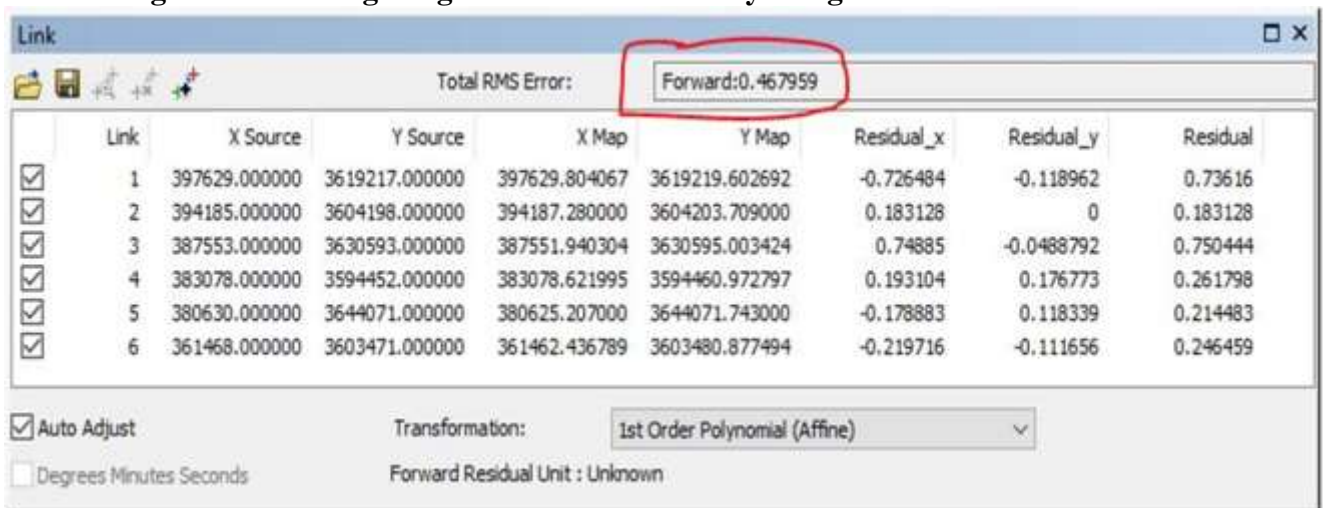 Link
Total RMS Error: Forward:0.467959
Link X Source Y Source X Map Y Map Residual_x Residual_y Residual
1 397629.000000 3619217.000000 397629.804067 3619219.602692 -0.726484 -0.118962 0.73616
2 394185.000000 3604198.000000 394187.280000 3604203.709000 0.183128 0 0.183128
3 387553.000000 3630593.000000 387551.940304 3630595.003424 0.74885 -0.0488792 0.750444
4 383078.000000 3594452.000000 383078.621995 3594460.972797 0.193104 0.176773 0.261798
5 380630.000000 3644071.000000 380625.207000 3644071.743000 -0.178883 0.118339 0.214483
6 361468.000000 3603471.000000 361462.436789 3603480.877494 -0.219716 -0.111656 0.246459
Auto Adjust Transformation: 1st Order Polynomial (Affine)
Degrees Minutes Seconds Forward Residual Unit : Unknown